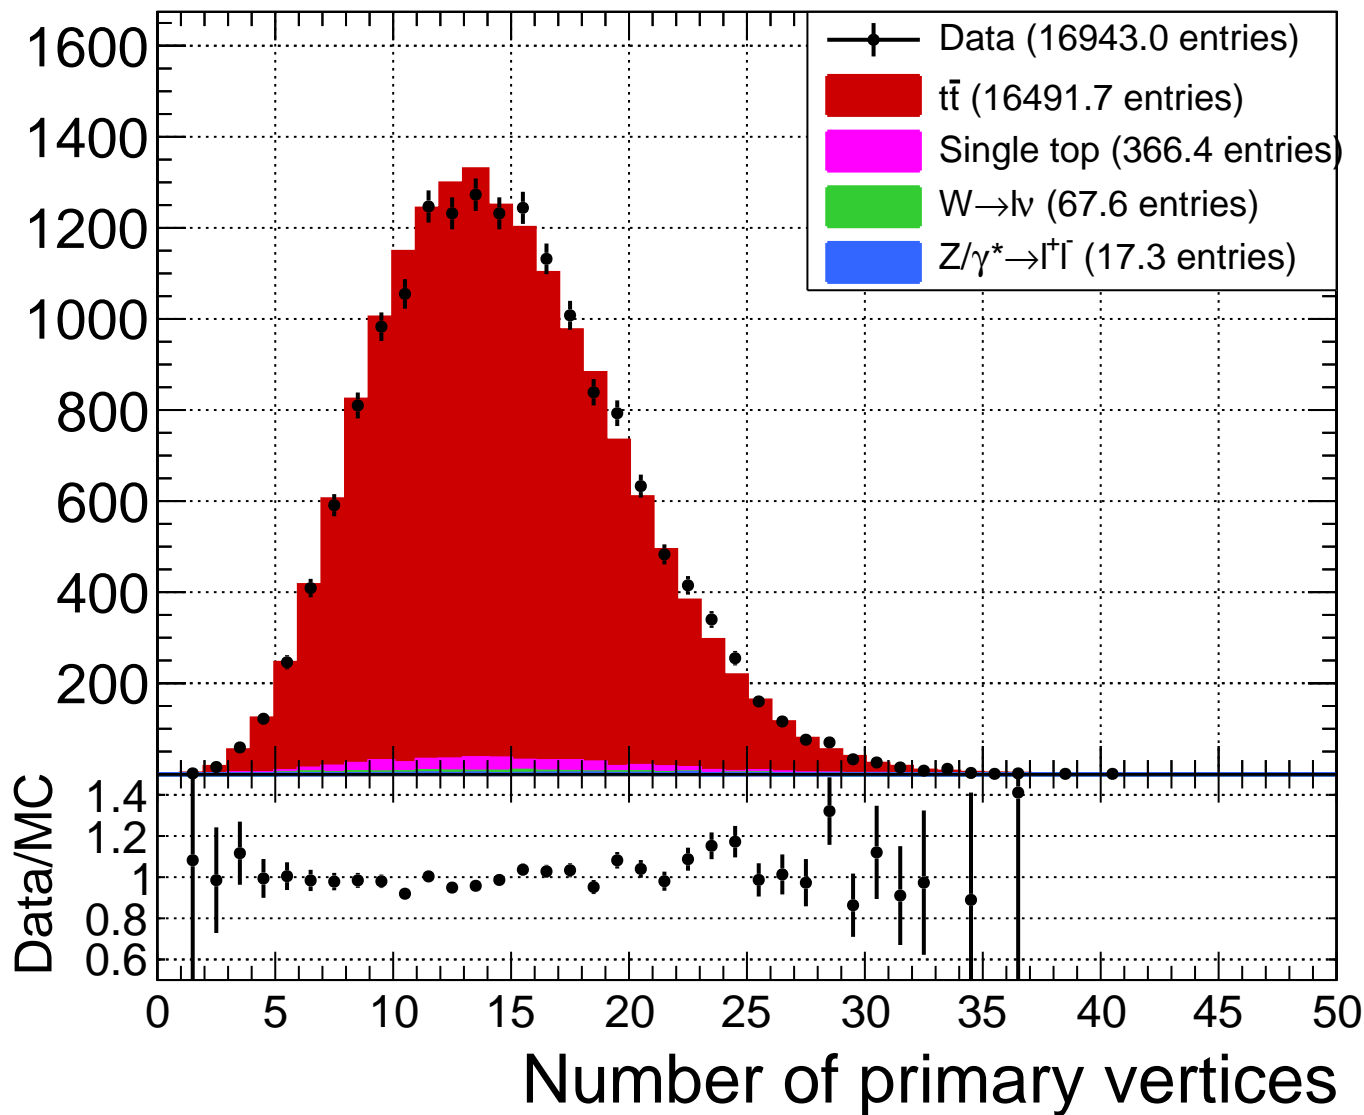 1600
1400
1200
1000
800
600
400
200
Data (16943.0 entries)
tt̄ (16491.7 entries)
Single top (366.4 entries)
W→lν (67.6 entries)
Z/γ*→l⁺l⁻ (17.3 entries)
Data/MC
1.4
1.2
1
0.8
0.6
0 5 10 15 20 25 30 35 40 45 50
Number of primary vertices